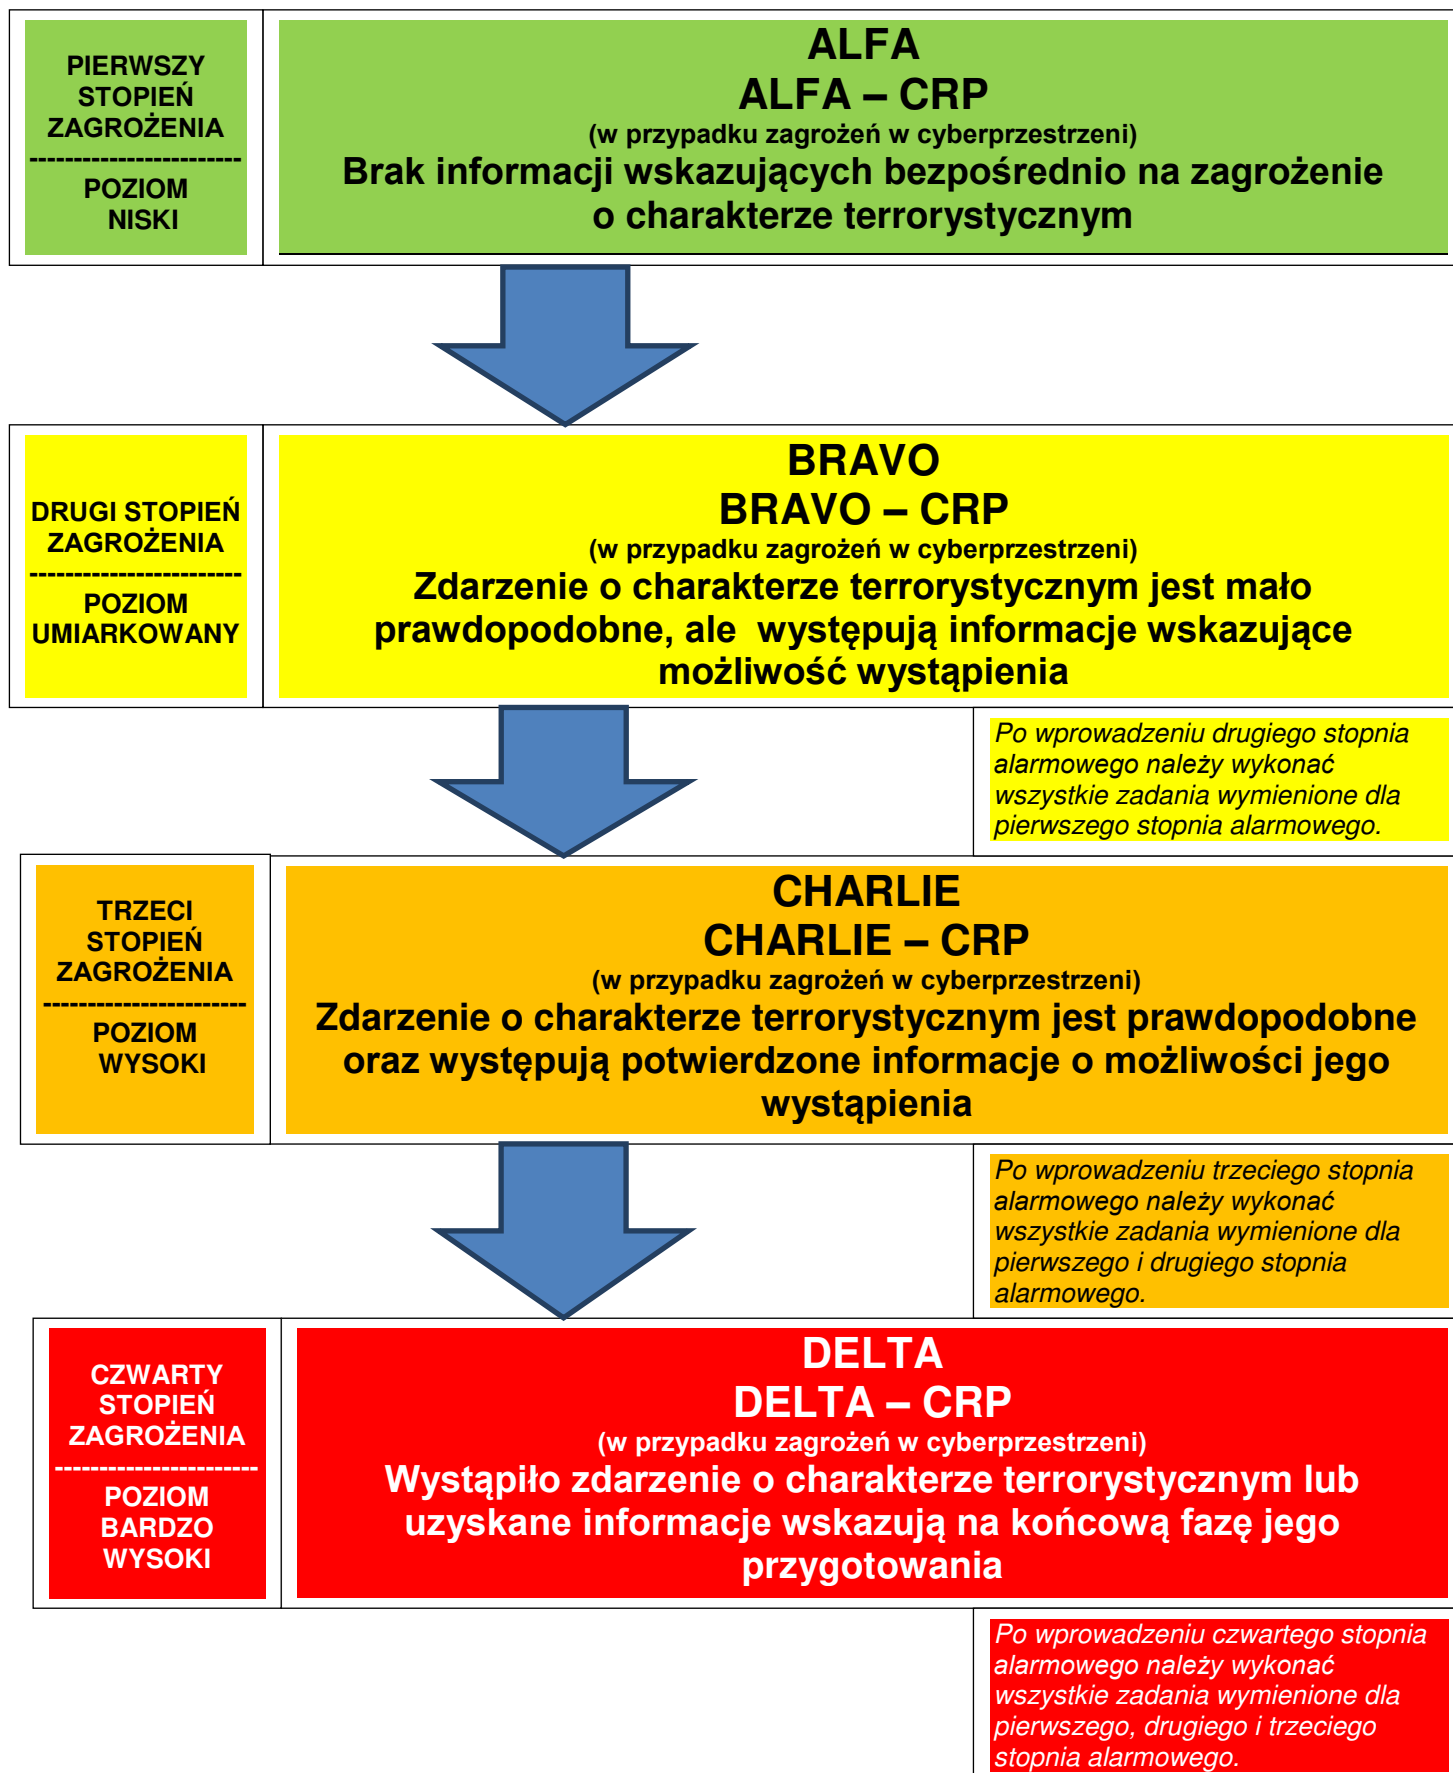 PIERWSZY
STOPIEŃ
ZAGROŻENIA
------------------------
POZIOM
NISKI
ALFA
ALFA – CRP
(w przypadku zagrożeń w cyberprzestrzeni)
Brak informacji wskazujących bezpośrednio na zagrożenie
o charakterze terrorystycznym
DRUGI STOPIEŃ
ZAGROŻENIA
------------------------
POZIOM
UMIARKOWANY
BRAVO
BRAVO – CRP
(w przypadku zagrożeń w cyberprzestrzeni)
Zdarzenie o charakterze terrorystycznym jest mało
prawdopodobne, ale występują informacje wskazujące
możliwość wystąpienia
Po wprowadzeniu drugiego stopnia
alarmowego należy wykonać
wszystkie zadania wymienione dla
pierwszego stopnia alarmowego.
TRZECI
STOPIEŃ
ZAGROŻENIA
-----------------------
POZIOM
WYSOKI
CHARLIE
CHARLIE – CRP
(w przypadku zagrożeń w cyberprzestrzeni)
Zdarzenie o charakterze terrorystycznym jest prawdopodobne
oraz występują potwierdzone informacje o możliwości jego
wystąpienia
Po wprowadzeniu trzeciego stopnia
alarmowego należy wykonać
wszystkie zadania wymienione dla
pierwszego i drugiego stopnia
alarmowego.
CZWARTY
STOPIEŃ
ZAGROŻENIA
-----------------------
POZIOM
BARDZO
WYSOKI
DELTA
DELTA – CRP
(w przypadku zagrożeń w cyberprzestrzeni)
Wystąpiło zdarzenie o charakterze terrorystycznym lub
uzyskane informacje wskazują na końcową fazę jego
przygotowania
Po wprowadzeniu czwartego stopnia
alarmowego należy wykonać
wszystkie zadania wymienione dla
pierwszego, drugiego i trzeciego
stopnia alarmowego.